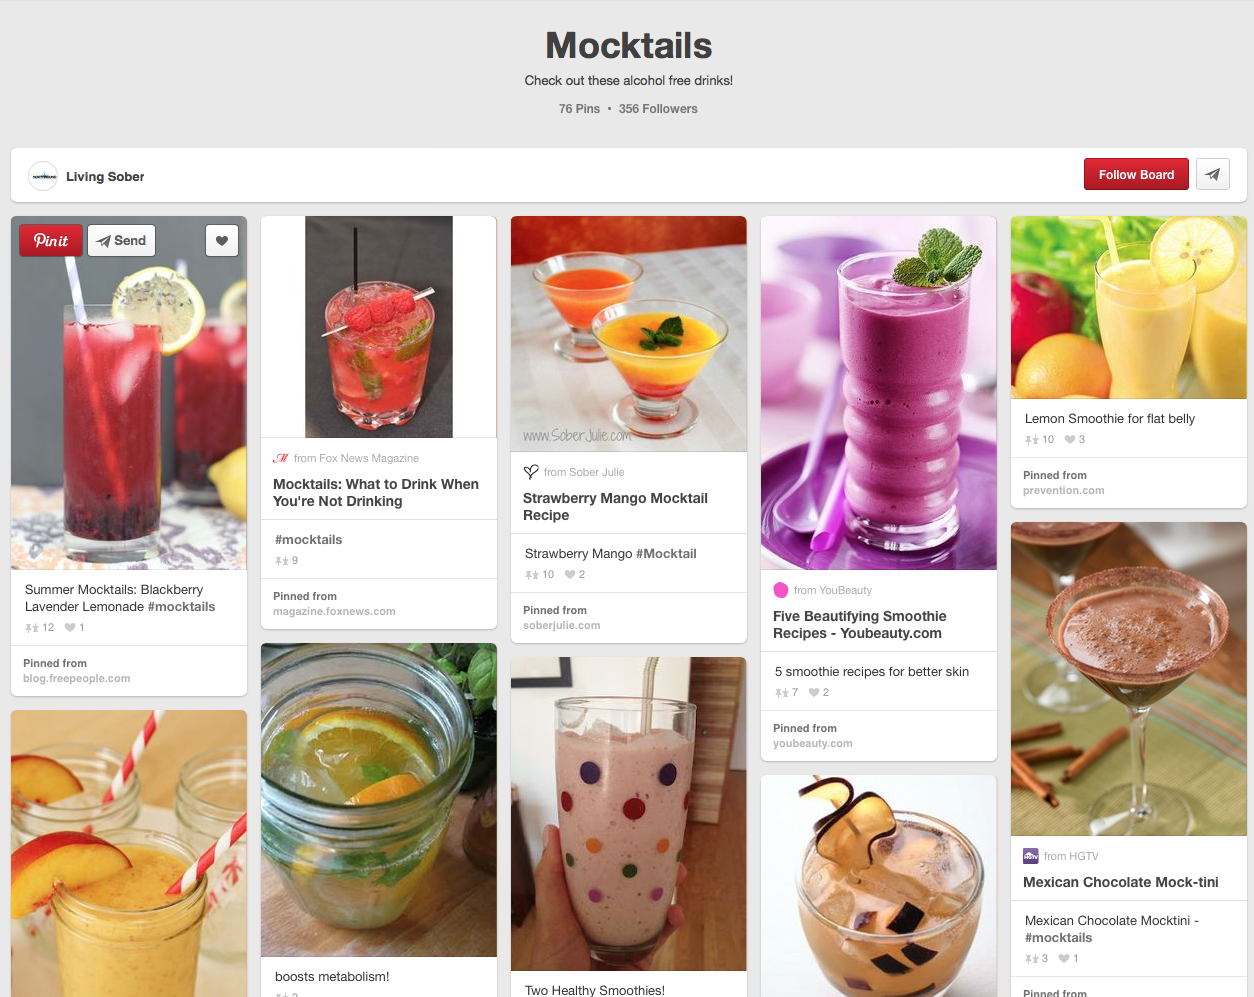 Mocktails
Check out these alcohol free drinks!
76 Pins • 356 Followers
Living Sober
Follow Board
Pin it
Send
Summer Mocktails: Blackberry
Lavender Lemonade #mocktails
12 1
Pinned from
blog.freepeople.com
from Fox News Magazine
Mocktails: What to Drink When
You're Not Drinking
#mocktails
9
Pinned from
magazine.foxnews.com
boosts metabolism!
2
www.SoberJulie.com
from Sober Julie
Strawberry Mango Mocktail
Recipe
Strawberry Mango #Mocktail
10 2
Pinned from
soberjulie.com
Two Healthy Smoothies!
from YouBeauty
Five Beautifying Smoothie
Recipes - Youbeauty.com
5 smoothie recipes for better skin
7 2
Pinned from
youbeauty.com
Lemon Smoothie for flat belly
10 3
Pinned from
prevention.com
HGTV
from HGTV
Mexican Chocolate Mock-tini
Mexican Chocolate Mocktini -
#mocktails
3 1
Pinned from